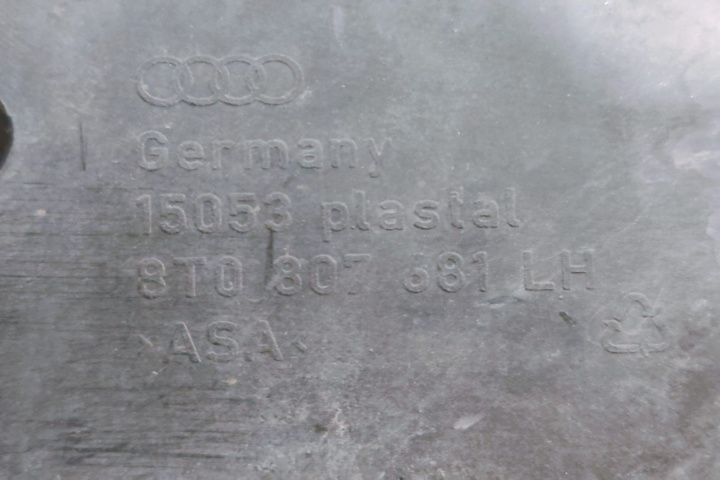 Germany
15053 plastal
8T0 807 681 LH
>ASA<